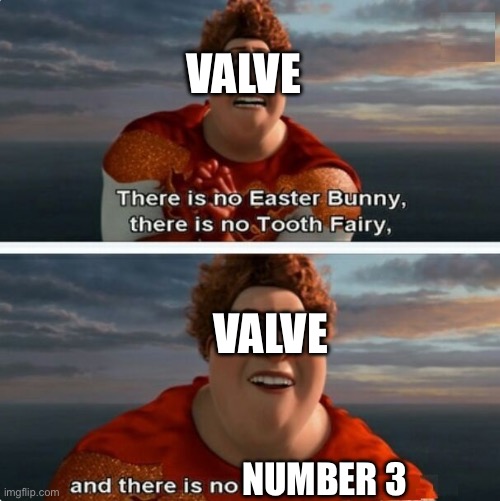 VALVE
There is no Easter Bunny,
there is no Tooth Fairy,
VALVE
and there is no NUMBER 3
imgflip.com